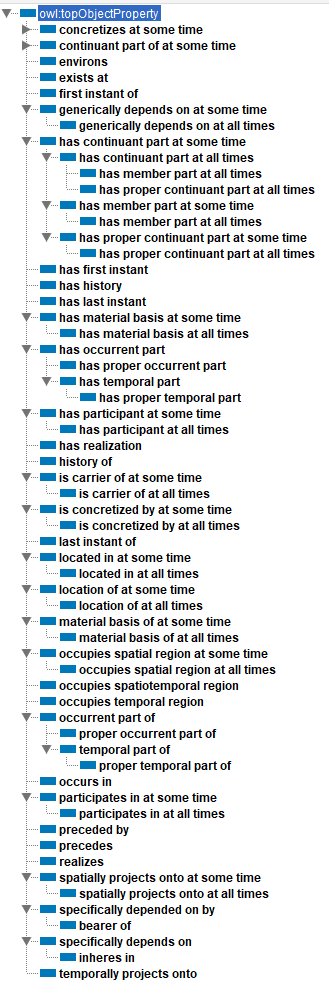 owl:topObjectProperty
concretizes at some time
continuant part of at some time
environs
exists at
first instant of
generically depends on at some time
generically depends on at all times
has continuant part at some time
has continuant part at all times
has member part at all times
has proper continuant part at all times
has member part at some time
has member part at all times
has proper continuant part at some time
has proper continuant part at all times
has first instant
has history
has last instant
has material basis at some time
has material basis at all times
has occurrent part
has proper occurrent part
has temporal part
has proper temporal part
has participant at some time
has participant at all times
has realization
history of
is carrier of at some time
is carrier of at all times
is concretized by at some time
is concretized by at all times
last instant of
located in at some time
located in at all times
location of at some time
location of at all times
material basis of at some time
material basis of at all times
occupies spatial region at some time
occupies spatial region at all times
occupies spatiotemporal region
occupies temporal region
occurrent part of
proper occurrent part of
temporal part of
proper temporal part of
occurs in
participates in at some time
participates in at all times
preceded by
precedes
realizes
spatially projects onto at some time
spatially projects onto at all times
specifically depended on by
bearer of
specifically depends on
inheres in
temporally projects onto